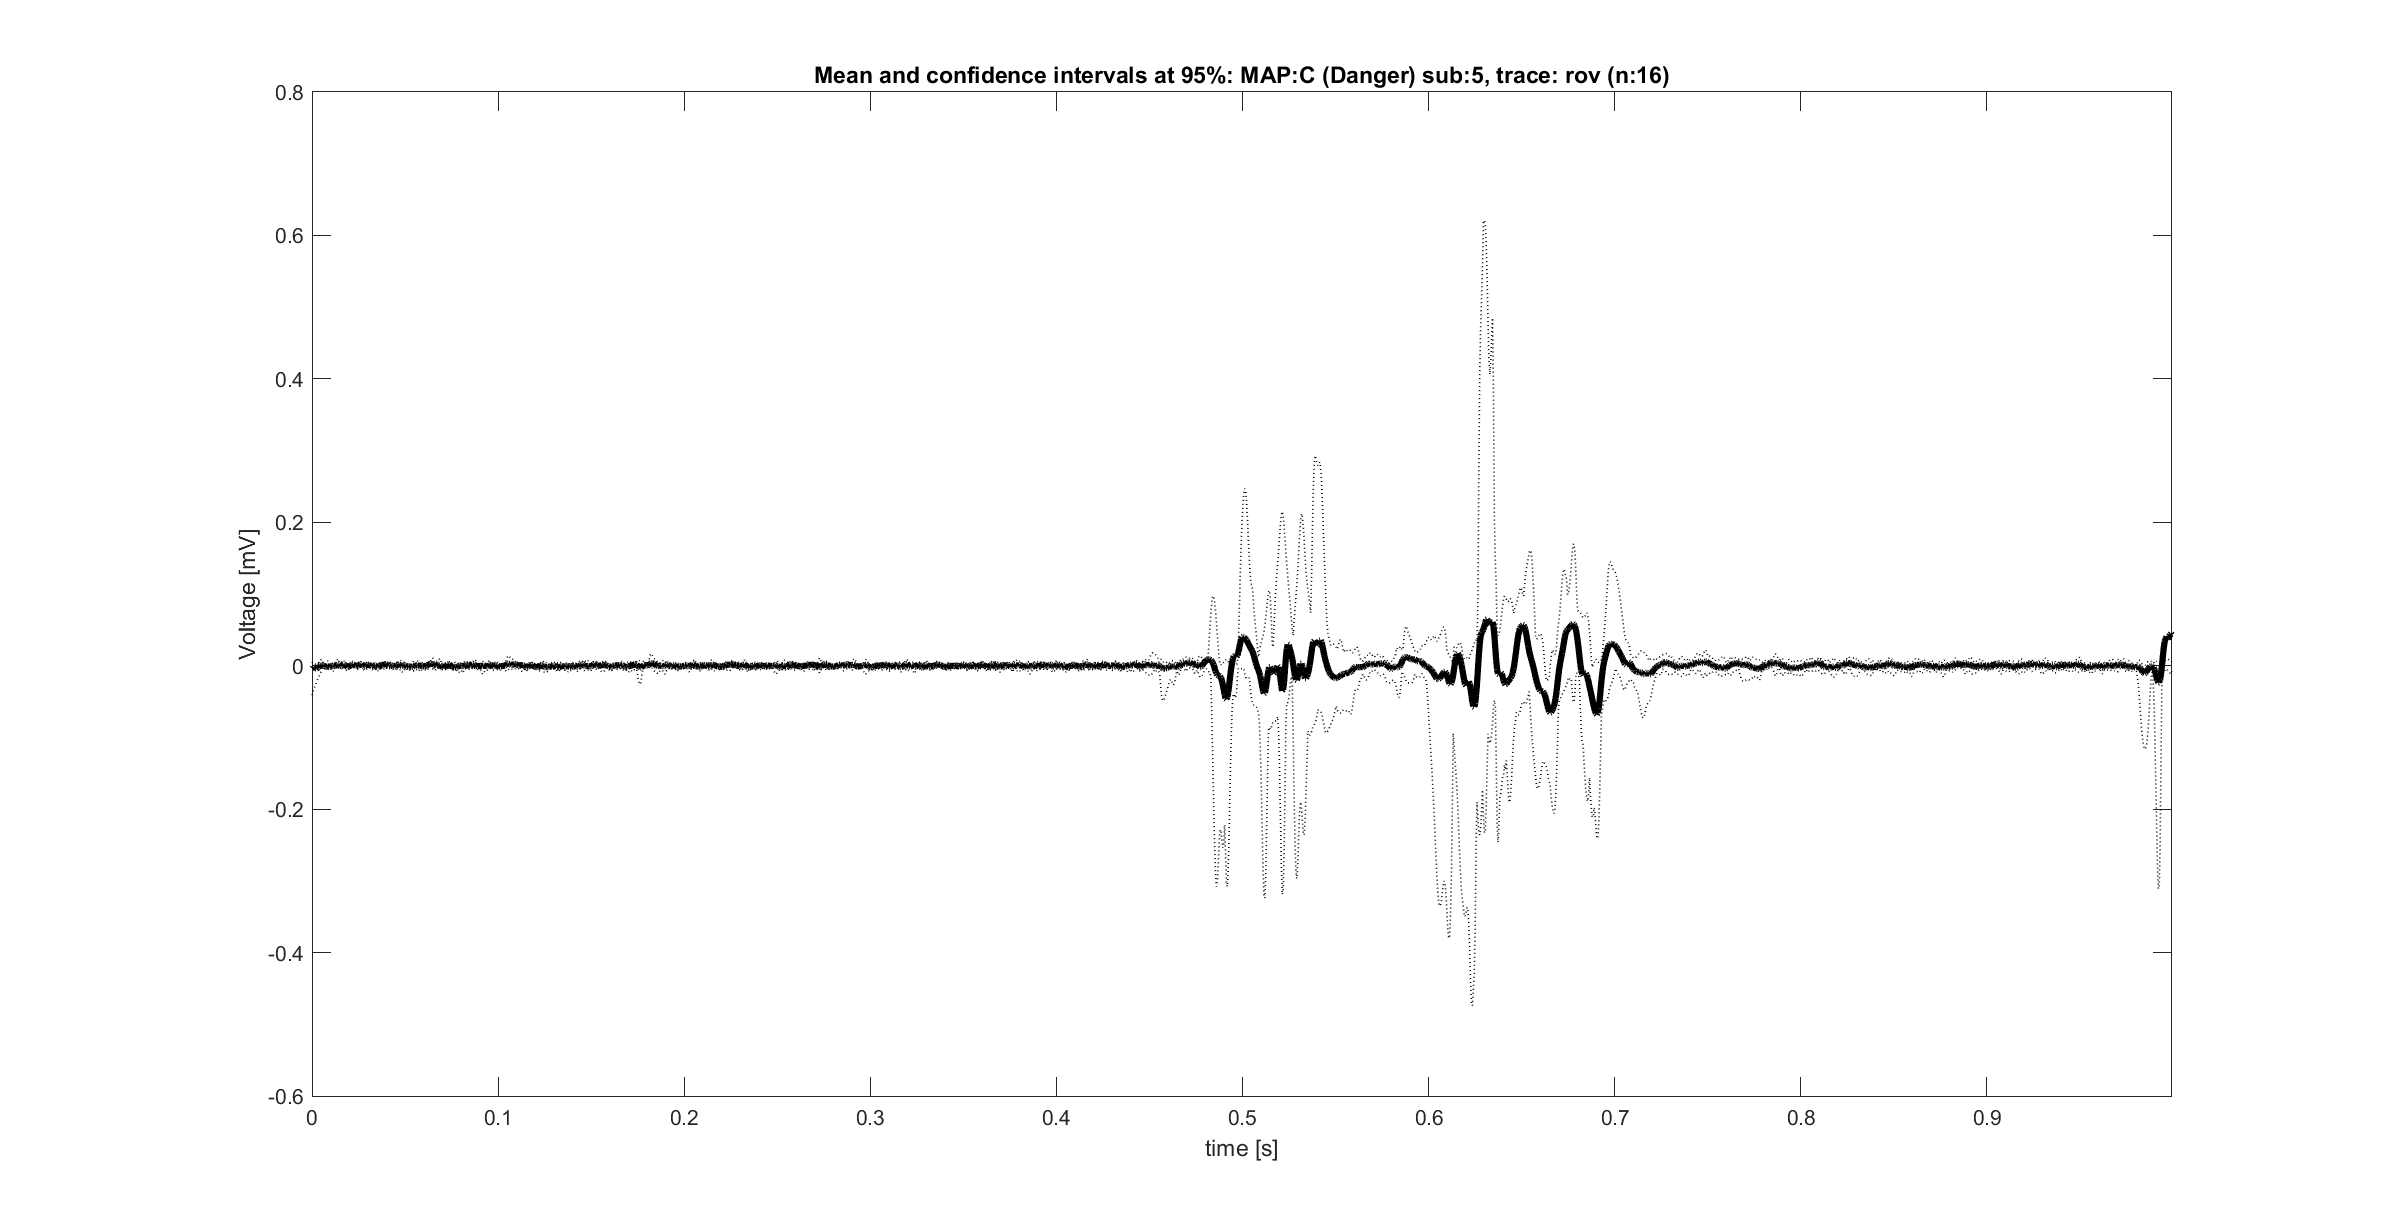 Mean and confidence intervals at 95%: MAP:C (Danger) sub:5, trace: rov (n:16)
0.8
0.6
0.4
0.2
0
-0.2
-0.4
-0.6
Voltage [mV]
0 0.1 0.2 0.3 0.4 0.5 0.6 0.7 0.8 0.9
time [s]